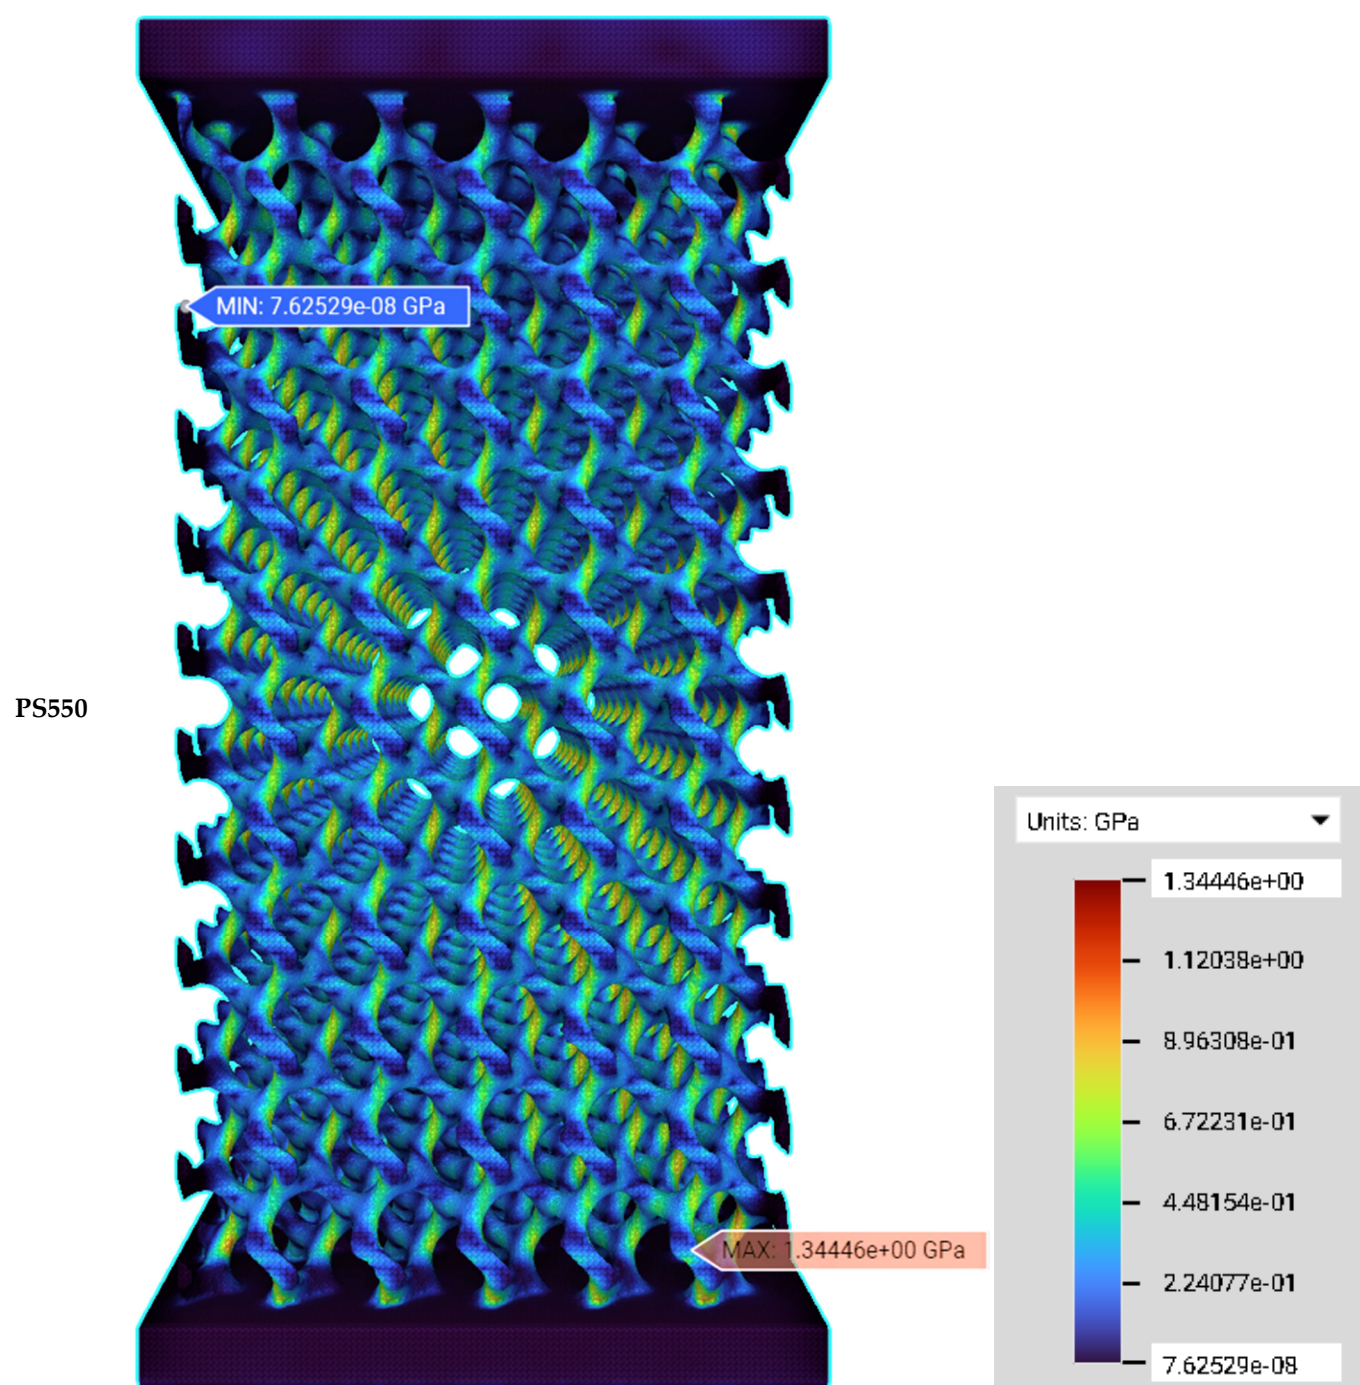 MIN: 7.62529e-08 GPa
PS550
Units: GPa
1.34446e+00
1.12038e+00
8.96308e-01
6.72231e-01
4.48154e-01
MAX: 1.34446e+00 GPa
2.24077e-01
7.62529e-08